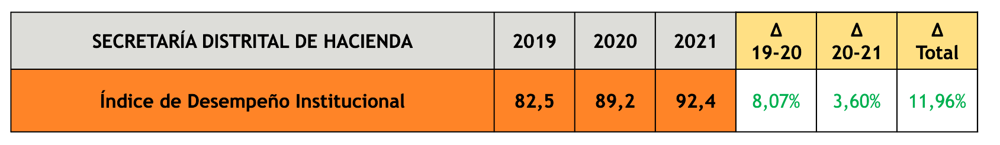 SECRETARÍA DISTRITAL DE HACIENDA 2019 2020 2021 Δ 19-20 Δ 20-21 Δ Total
Índice de Desempeño Institucional 82,5 89,2 92,4 8,07% 3,60% 11,96%